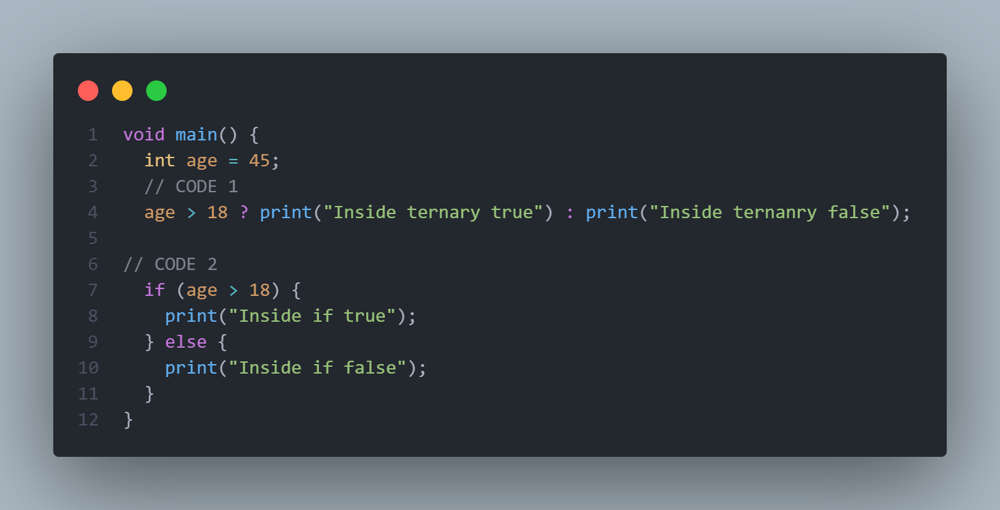 1 void main() {
2   int age = 45;
3   // CODE 1
4   age > 18 ? print("Inside ternary true") : print("Inside ternanry false");
5
6 // CODE 2
7   if (age > 18) {
8     print("Inside if true");
9   } else {
10     print("Inside if false");
11   }
12 }